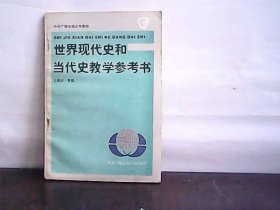 中央广播电视大学教材
SHI JIE XIAN DAI SHI HE DANG DAI SHI
世界现代史和
当代史教学参考书
主编
中央广播电视大学出版社